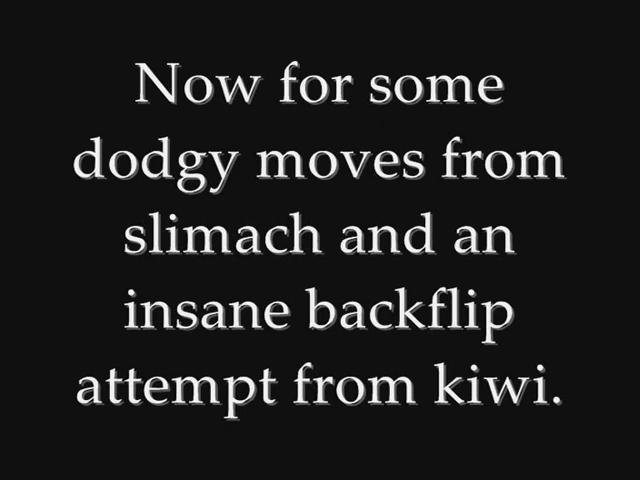 Now for some
dodgy moves from
slimach and an
insane backflip
attempt from kiwi.